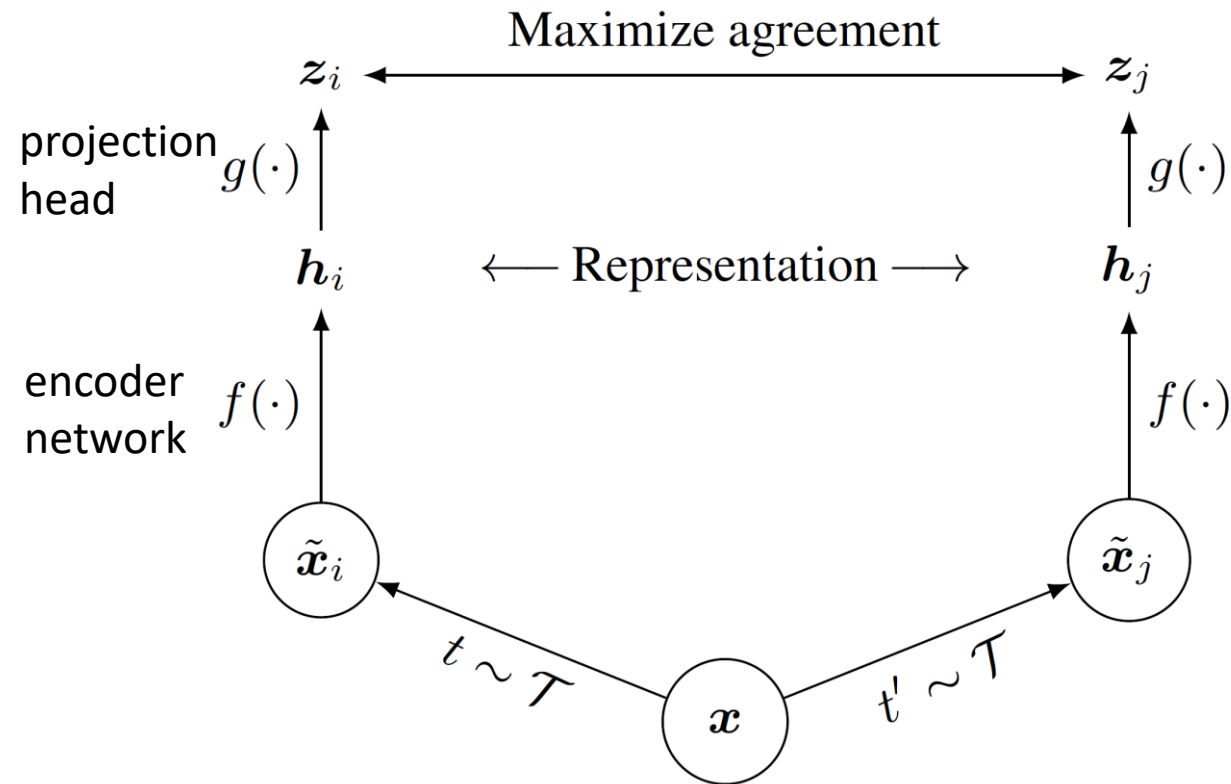 Maximize agreement
z_i z_j
projection
head
g(·) g(·)
h_i ⟵ Representation ⟶ h_j
encoder
network
f(·) f(·)
x̃_i x̃_j
t ∼ 𝒯 t′ ∼ 𝒯
x